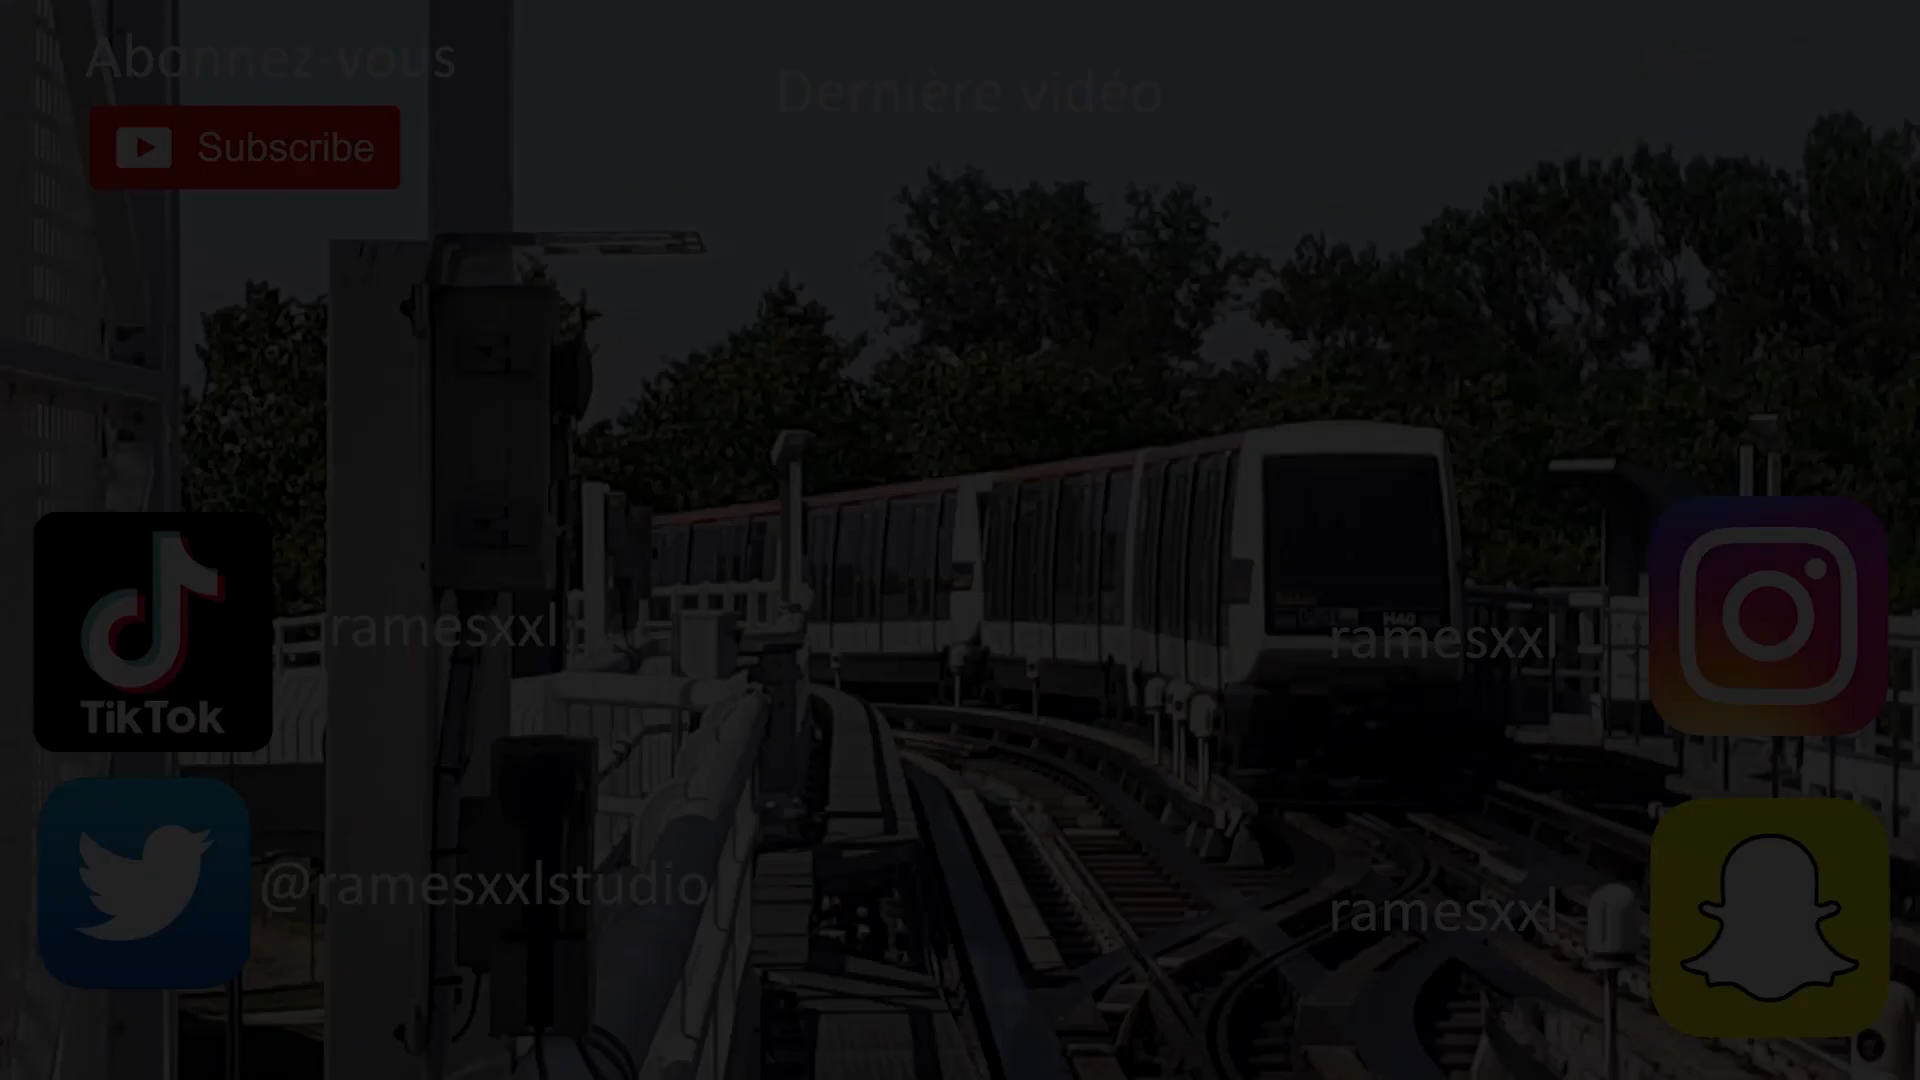 Abonnez-vous
Dernière vidéo
Subscribe
ramesxxl
ramesxxl
TikTok
@ramesxxlstudio
ramesxxl